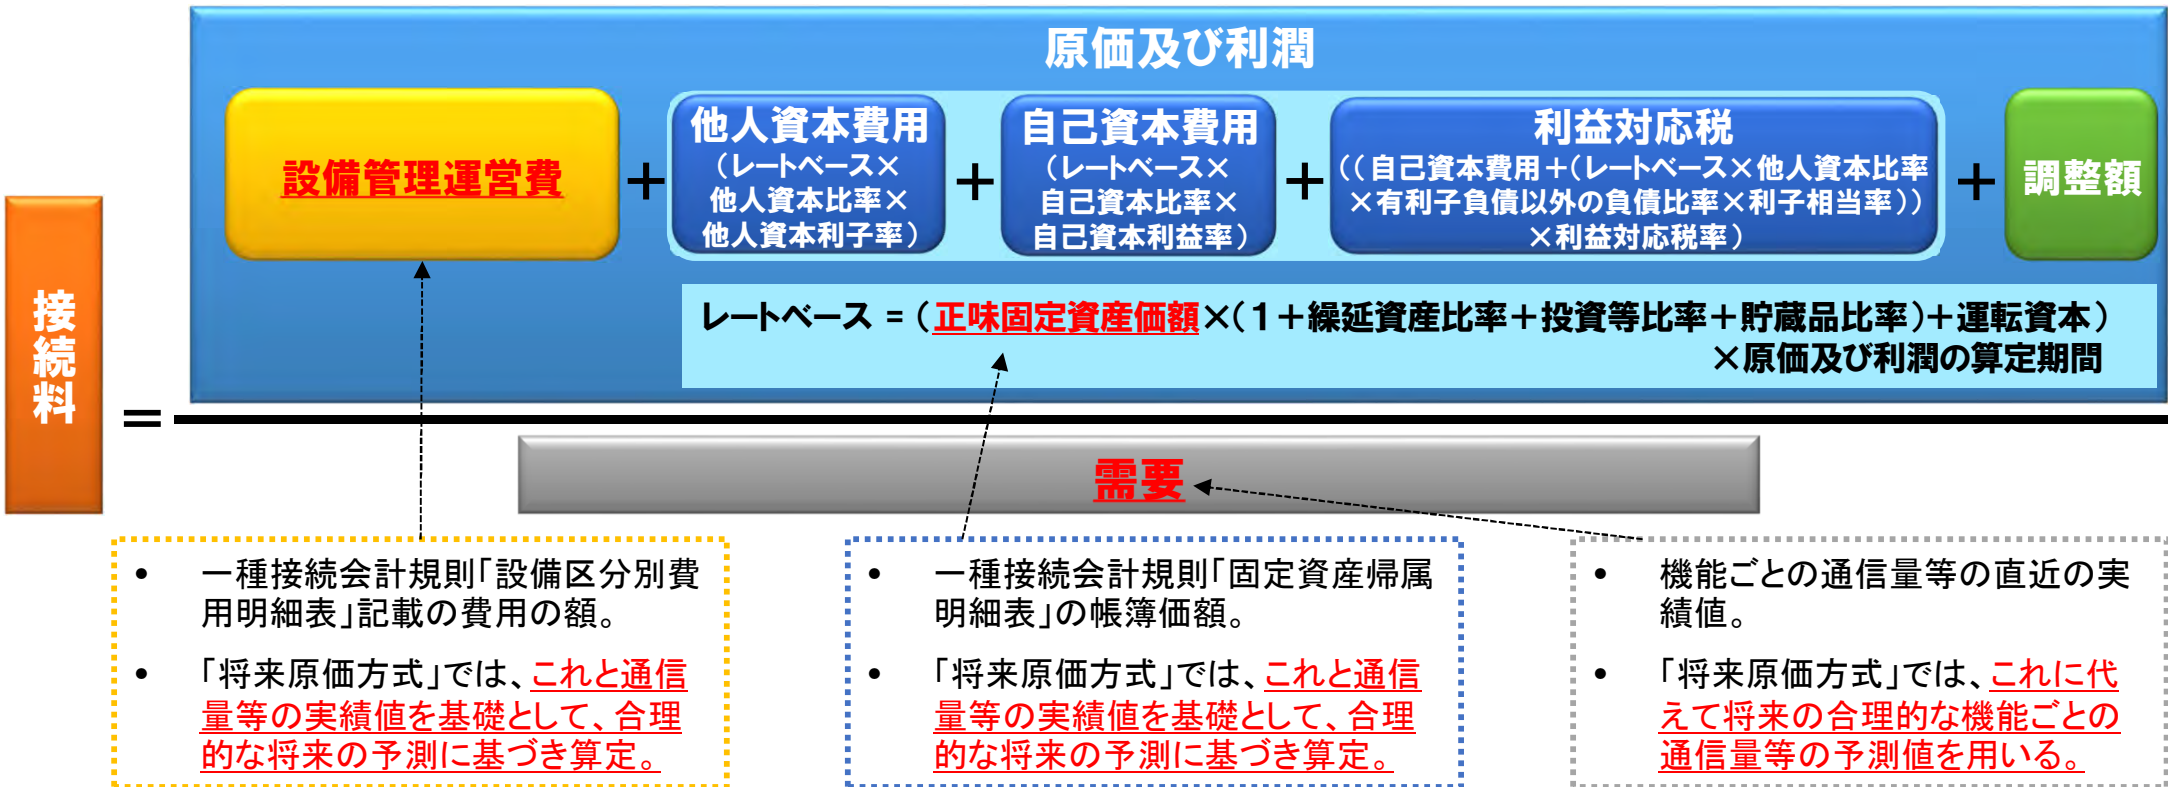 原価及び利潤
設備管理運営費
＋
他人資本費用
（レートベース×
他人資本比率×
他人資本利子率）
＋
自己資本費用
（レートベース×
自己資本比率×
自己資本利益率）
＋
利益対応税
（（自己資本費用＋（レートベース×他人資本比率
×有利子負債以外の負債比率×利子相当率））
×利益対応税率）
＋
調整額
レートベース = （正味固定資産価額×（１＋繰延資産比率＋投資等比率＋貯蔵品比率）＋運転資本）
×原価及び利潤の算定期間
接続料
＝
需要
• 一種接続会計規則「設備区分別費
用明細表」記載の費用の額。
• 「将来原価方式」では、これと通信
量等の実績値を基礎として、合理
的な将来の予測に基づき算定。
• 一種接続会計規則「固定資産帰属
明細表」の帳簿価額。
• 「将来原価方式」では、これと通信
量等の実績値を基礎として、合理
的な将来の予測に基づき算定。
• 機能ごとの通信量等の直近の実
績値。
• 「将来原価方式」では、これに代
えて将来の合理的な機能ごとの
通信量等の予測値を用いる。